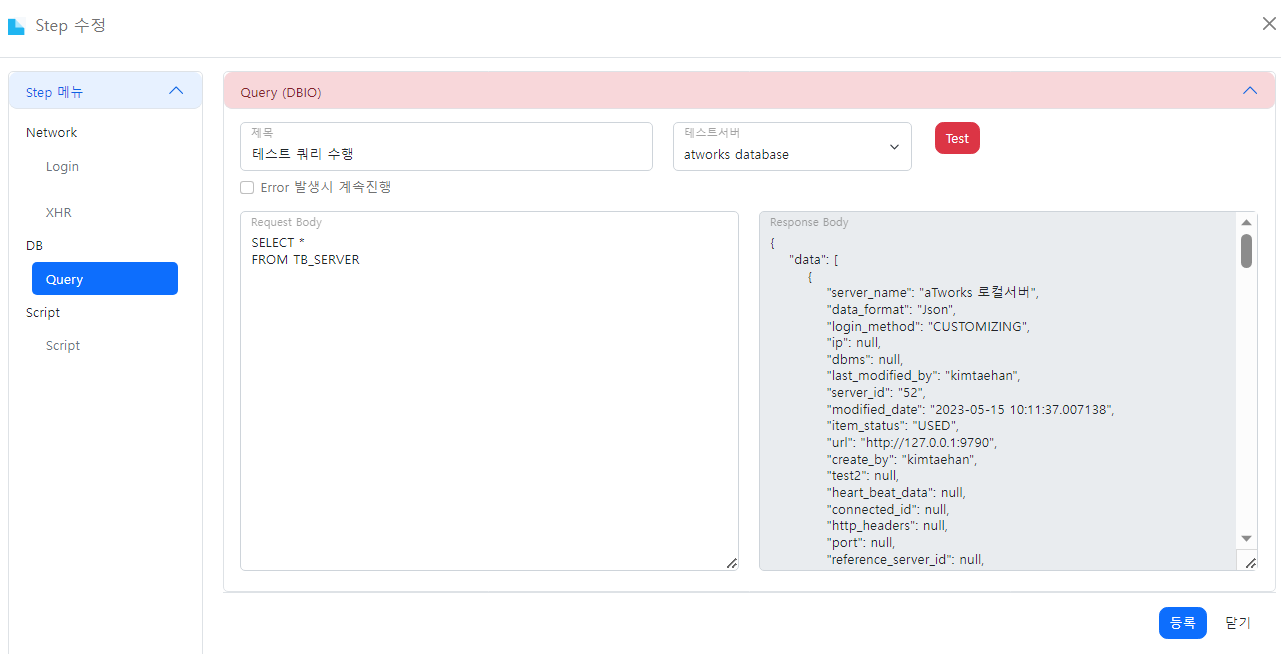 Step 수정
Step 메뉴
Network
Login
XHR
DB
Query
Script
Script
Query (DBIO)
제목
테스트 쿼리 수행
테스트서버
atworks database
Test
Error 발생시 계속진행
Request Body
SELECT *
FROM TB_SERVER
Response Body
{
"data": [
{
"server_name": "aTworks 로컬서버",
"data_format": "Json",
"login_method": "CUSTOMIZING",
"ip": null,
"dbms": null,
"last_modified_by": "kimtaehan",
"server_id": "52",
"modified_date": "2023-05-15 10:11:37.007138",
"item_status": "USED",
"url": "http://127.0.0.1:9790",
"create_by": "kimtaehan",
"test2": null,
"heart_beat_data": null,
"connected_id": null,
"http_headers": null,
"port": null,
"reference_server_id": null,
등록
닫기